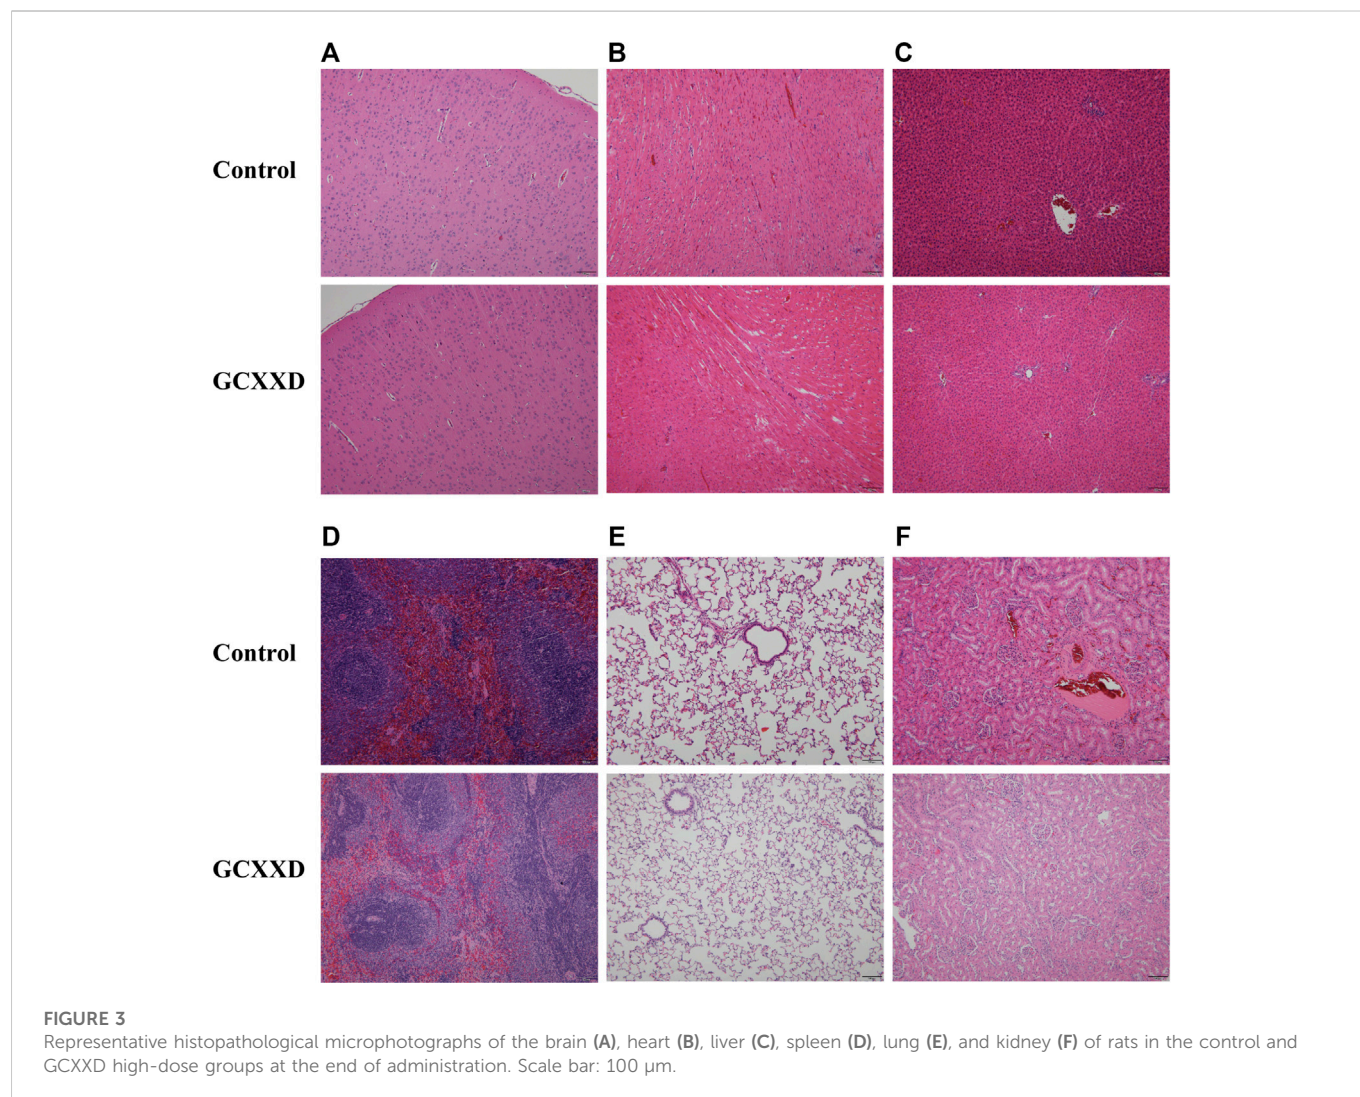 A B C
Control
GCXXD
D E F
Control
GCXXD
FIGURE 3
Representative histopathological microphotographs of the brain (A), heart (B), liver (C), spleen (D), lung (E), and kidney (F) of rats in the control and
GCXXD high-dose groups at the end of administration. Scale bar: 100 µm.